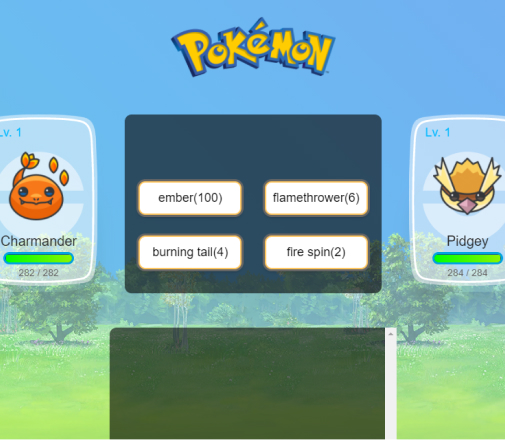 POKéMON
Lv. 1
Lv. 1
ember(100)
flamethrower(6)
Charmander
Pidgey
burning tail(4)
fire spin(2)
282 / 282
284 / 284